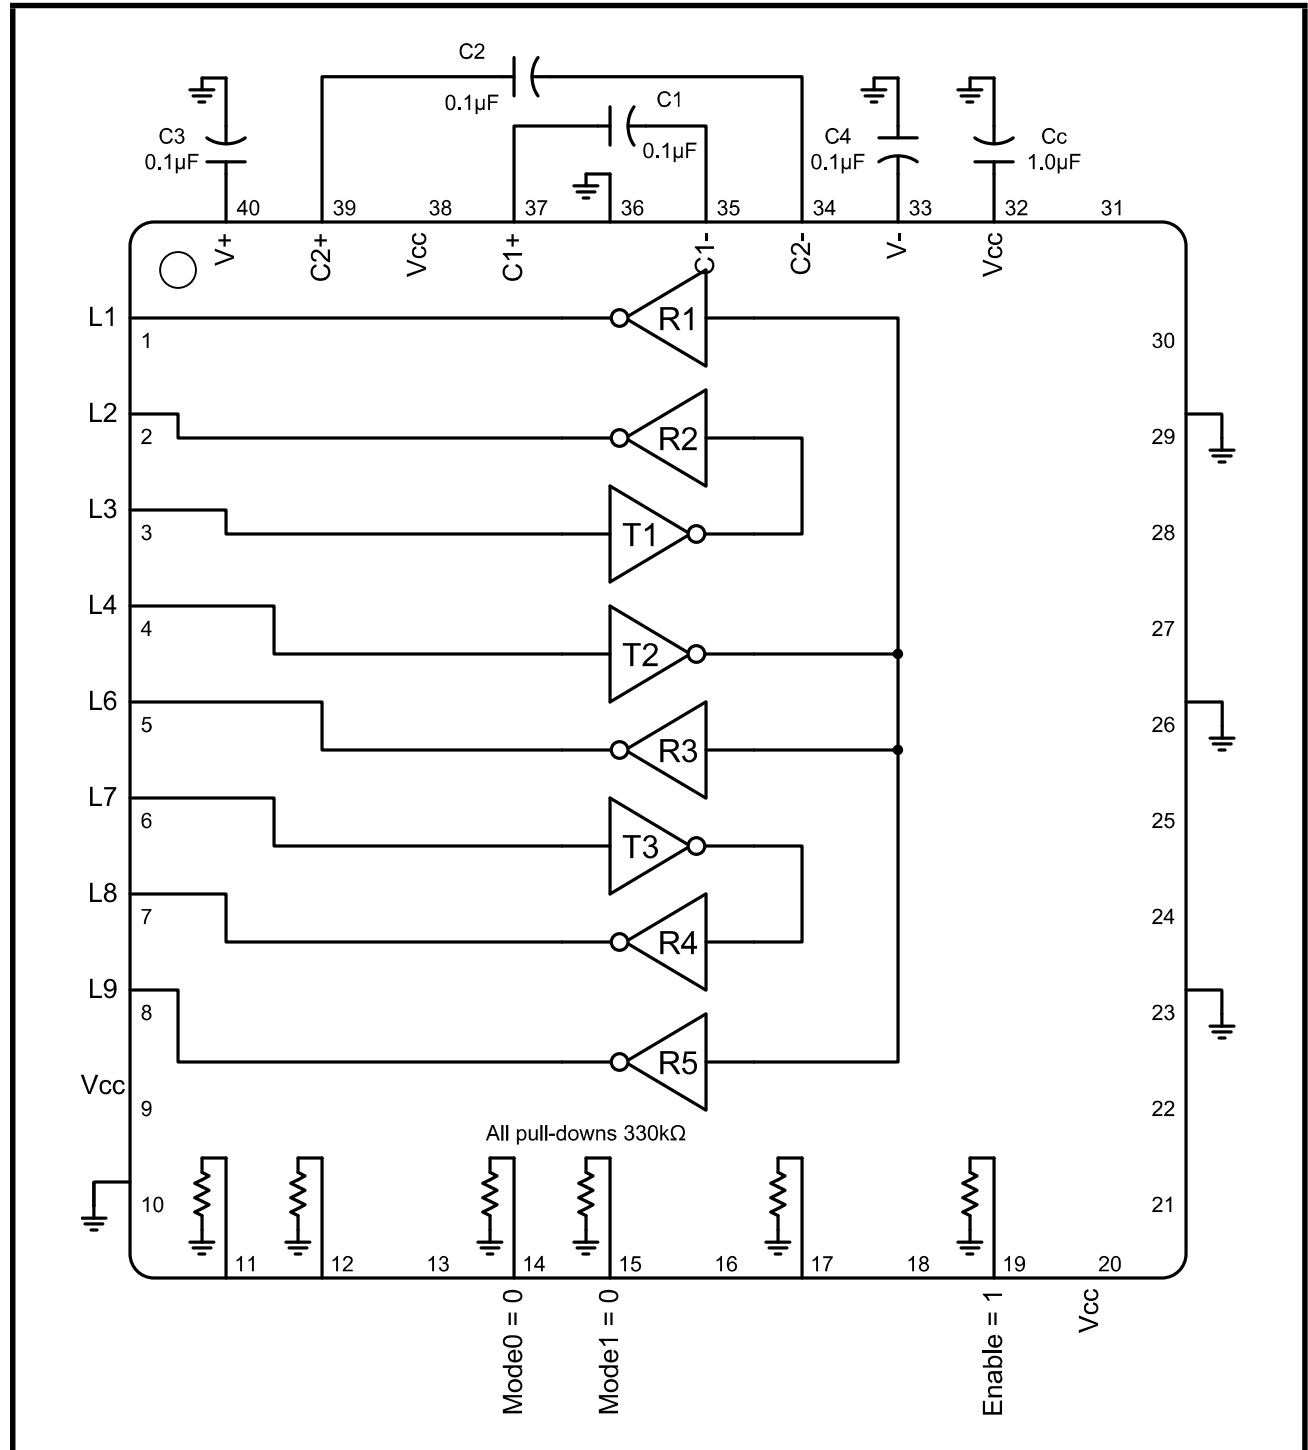 C2
0.1µF
C1
0.1µF
C3
0.1µF
C4
0.1µF
Cc
1.0µF
40 39 38 37 36 35 34 33 32 31
V+ C2+ Vcc C1+ C1- C2- V- Vcc
L1
1
R1
30
L2
2
R2
29
L3
3
T1
28
L4
4
T2
27
L6
5
R3
26
L7
6
T3
25
L8
7
R4
24
L9
8
R5
23
Vcc
9
22
All pull-downs 330kΩ
10
21
11 12 13 14 15 16 17 18 19 20
Mode0 = 0
Mode1 = 0
Enable = 1
Vcc